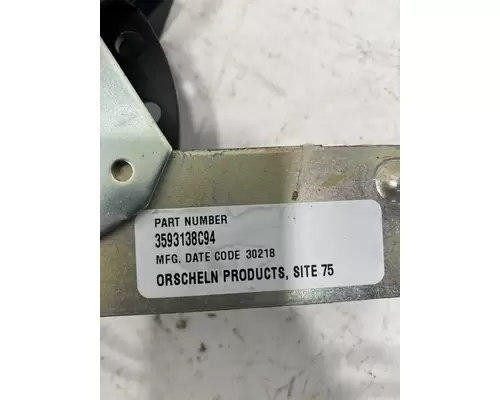 PART NUMBER
3593138C94
MFG. DATE CODE 30218
ORSCHELN PRODUCTS, SITE 75